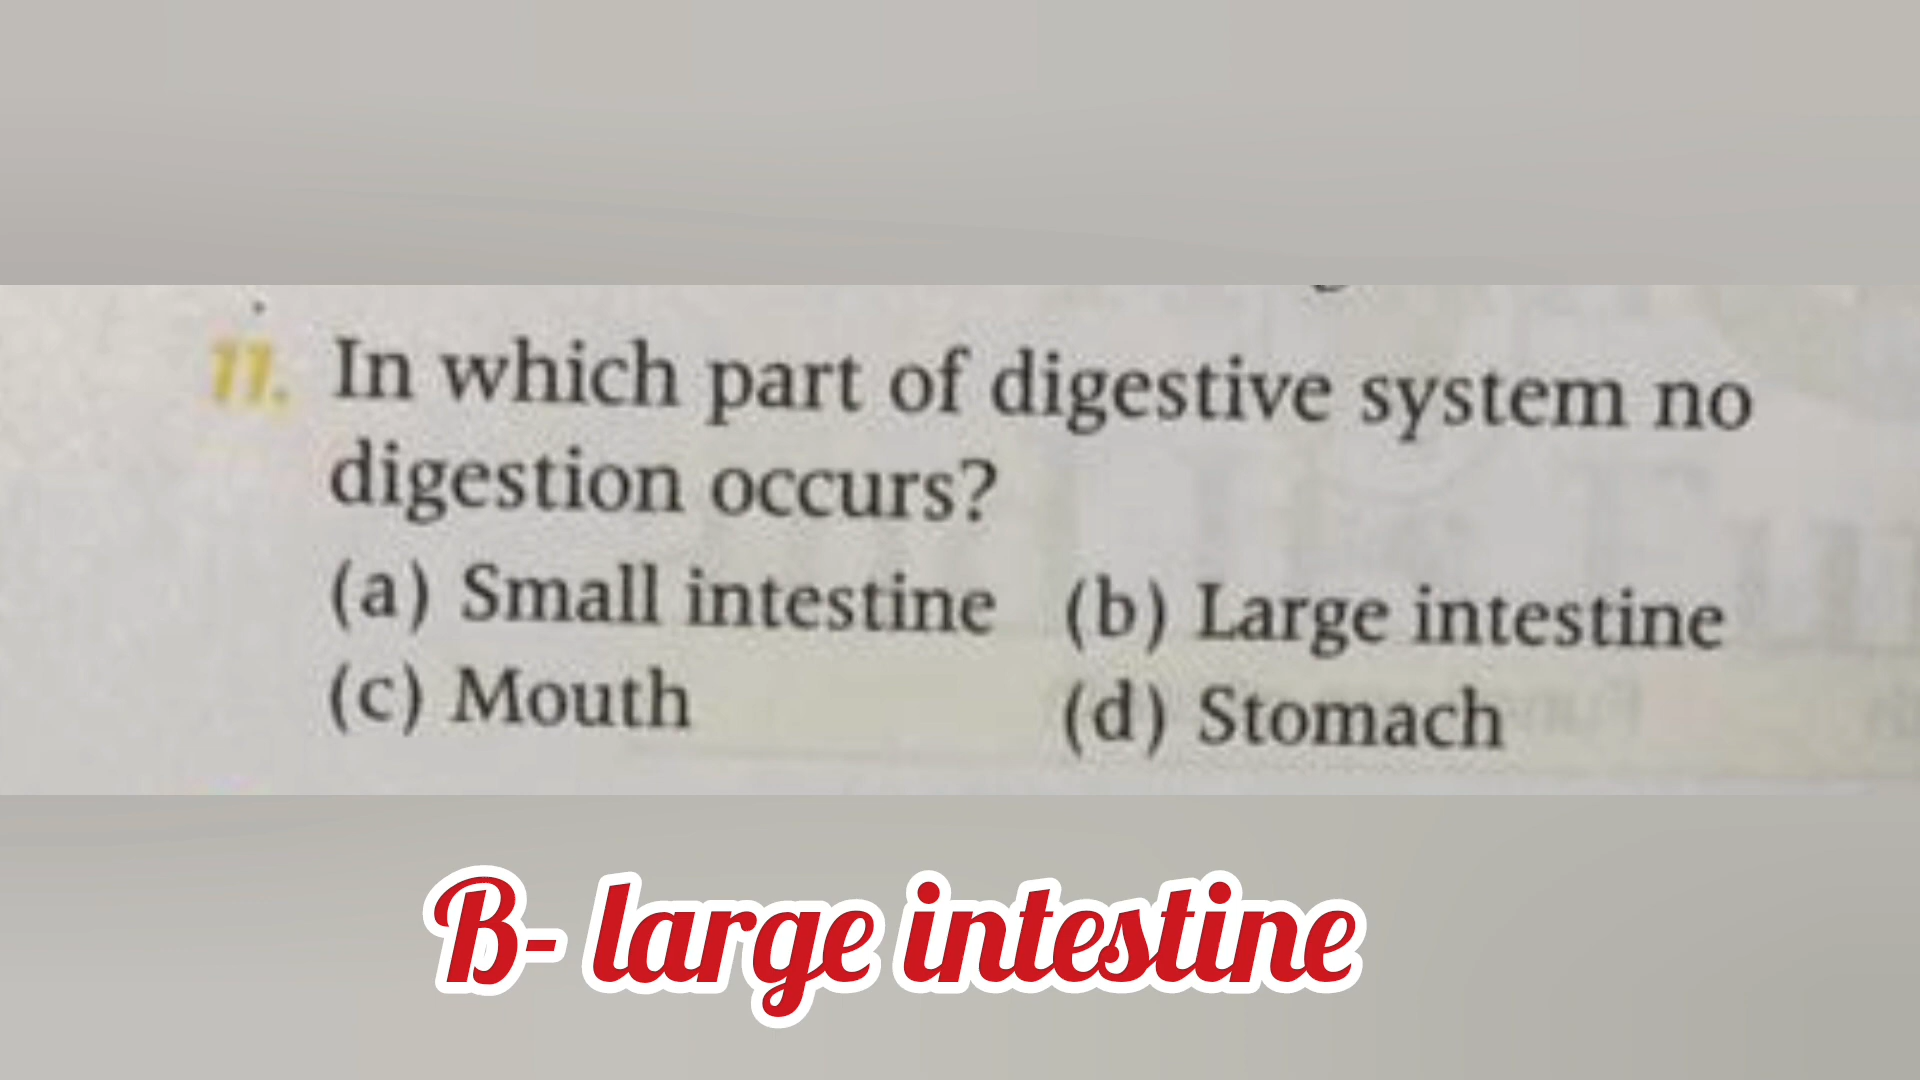 11. In which part of digestive system no
digestion occurs?
(a) Small intestine (b) Large intestine
(c) Mouth (d) Stomach
B- large intestine